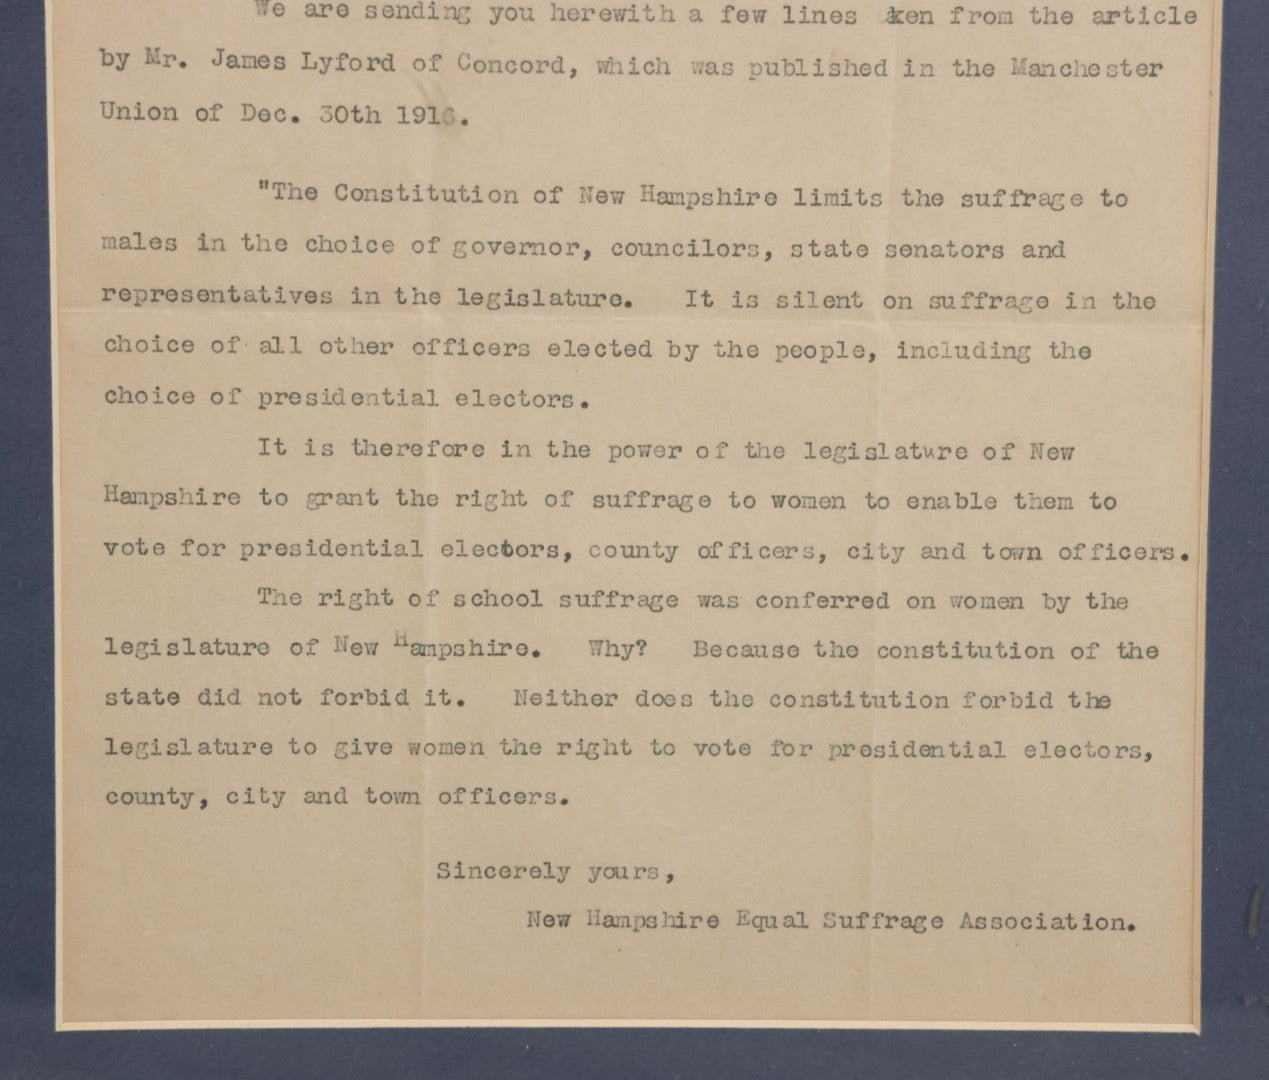 We are sending you herewith a few lines ken from the article
by Mr. James Lyford of Concord, which was published in the Manchester
Union of Dec. 30th 1916.
"The Constitution of New Hampshire limits the suffrage to
males in the choice of governor, councilors, state senators and
representatives in the legislature. It is silent on suffrage in the
choice of all other officers elected by the people, including the
choice of presidential electors.
It is therefore in the power of the legislature of New
Hampshire to grant the right of suffrage to women to enable them to
vote for presidential electors, county officers, city and town officers.
The right of school suffrage was conferred on women by the
legislature of New Hampshire. Why? Because the constitution of the
state did not forbid it. Neither does the constitution forbid the
legislature to give women the right to vote for presidential electors,
county, city and town officers.
Sincerely yours,
New Hampshire Equal Suffrage Association.